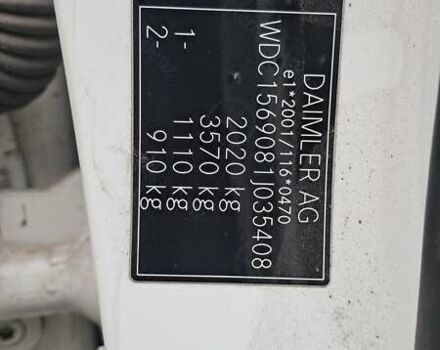 DAIMLER AG
e1*2001/116*0470
WDC1569081J035408
2020 kg
3570 kg
1- 1110 kg
2- 910 kg